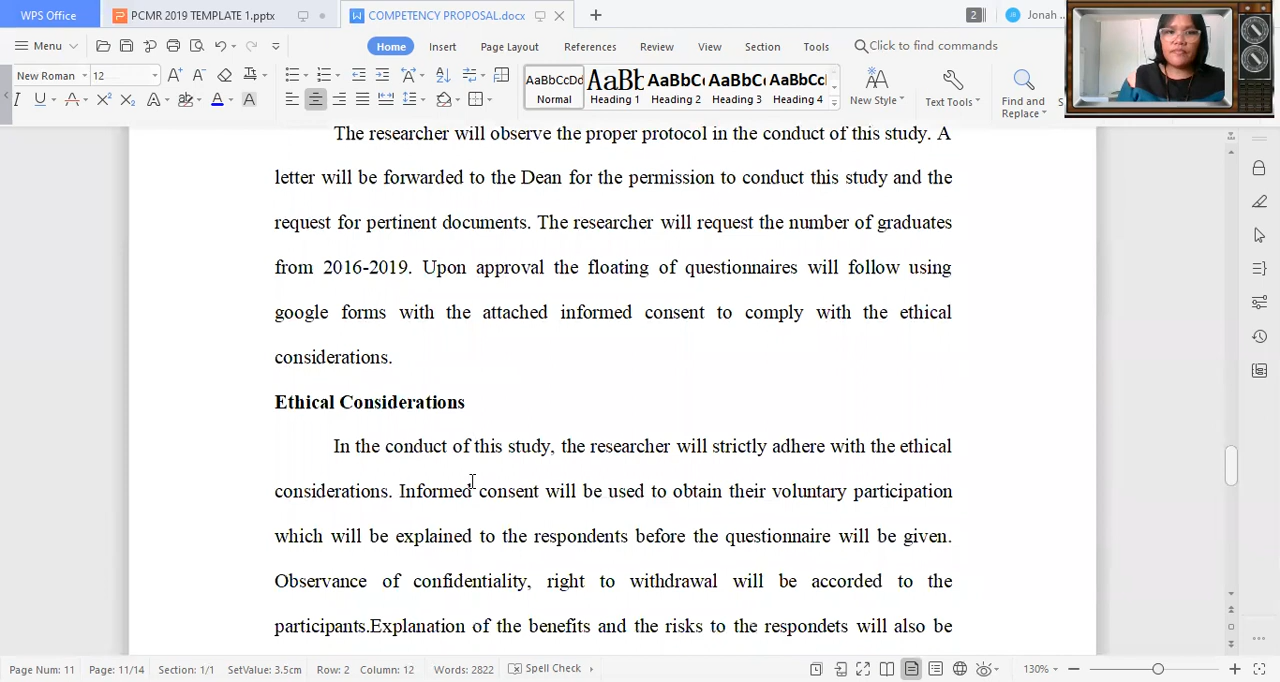 WPS Office PCMR 2019 TEMPLATE 1.pptx COMPETENCY PROPOSAL.docx 2 Jonah
Menu Home Insert Page Layout References Review View Section Tools Click to find commands
New Roman 12 AaBbCcDd AaBb AaBbC AaBbC AaBbC
Normal Heading 1 Heading 2 Heading 3 Heading 4 New Style Text Tools Find and
Replace
The researcher will observe the proper protocol in the conduct of this study. A
letter will be forwarded to the Dean for the permission to conduct this study and the
request for pertinent documents. The researcher will request the number of graduates
from 2016-2019. Upon approval the floating of questionnaires will follow using
google forms with the attached informed consent to comply with the ethical
considerations.
Ethical Considerations
In the conduct of this study, the researcher will strictly adhere with the ethical
considerations. Informed consent will be used to obtain their voluntary participation
which will be explained to the respondents before the questionnaire will be given.
Observance of confidentiality, right to withdrawal will be accorded to the
participants.Explanation of the benefits and the risks to the respondets will also be
Page Num: 11 Page: 11/14 Section: 1/1 SetValue: 3.5cm Row: 2 Column: 12 Words: 2822 Spell Check 130%